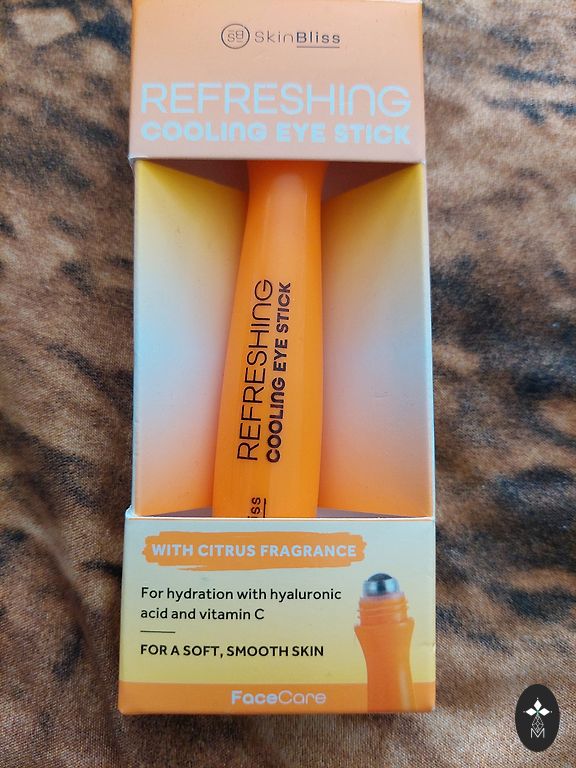 SB SkinBliss
REFRESHING
COOLING EYE STICK
REFRESHING
COOLING EYE STICK
WITH CITRUS FRAGRANCE
For hydration with hyaluronic
acid and vitamin C
FOR A SOFT, SMOOTH SKIN
FaceCare
M